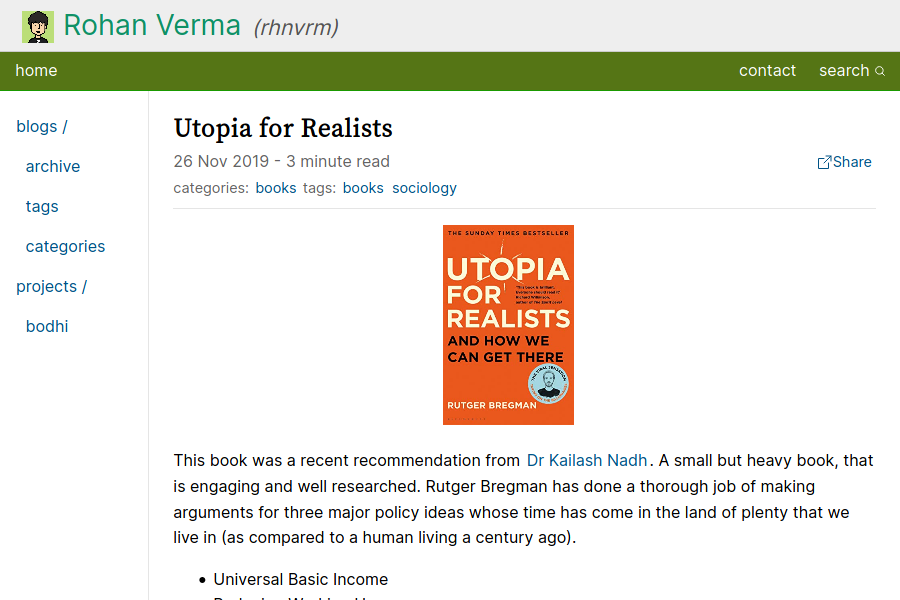 Rohan Verma (rhnvrm)
home
contact
search
blogs /
archive
tags
categories
projects /
bodhi
Utopia for Realists
26 Nov 2019 - 3 minute read
Share
categories: books tags: books sociology
THE SUNDAY TIMES BESTSELLER
UTOPIA
FOR
REALISTS
AND HOW WE
CAN GET THERE
RUTGER BREGMAN
This book was a recent recommendation from Dr Kailash Nadh. A small but heavy book, that
is engaging and well researched. Rutger Bregman has done a thorough job of making
arguments for three major policy ideas whose time has come in the land of plenty that we
live in (as compared to a human living a century ago).
• Universal Basic Income